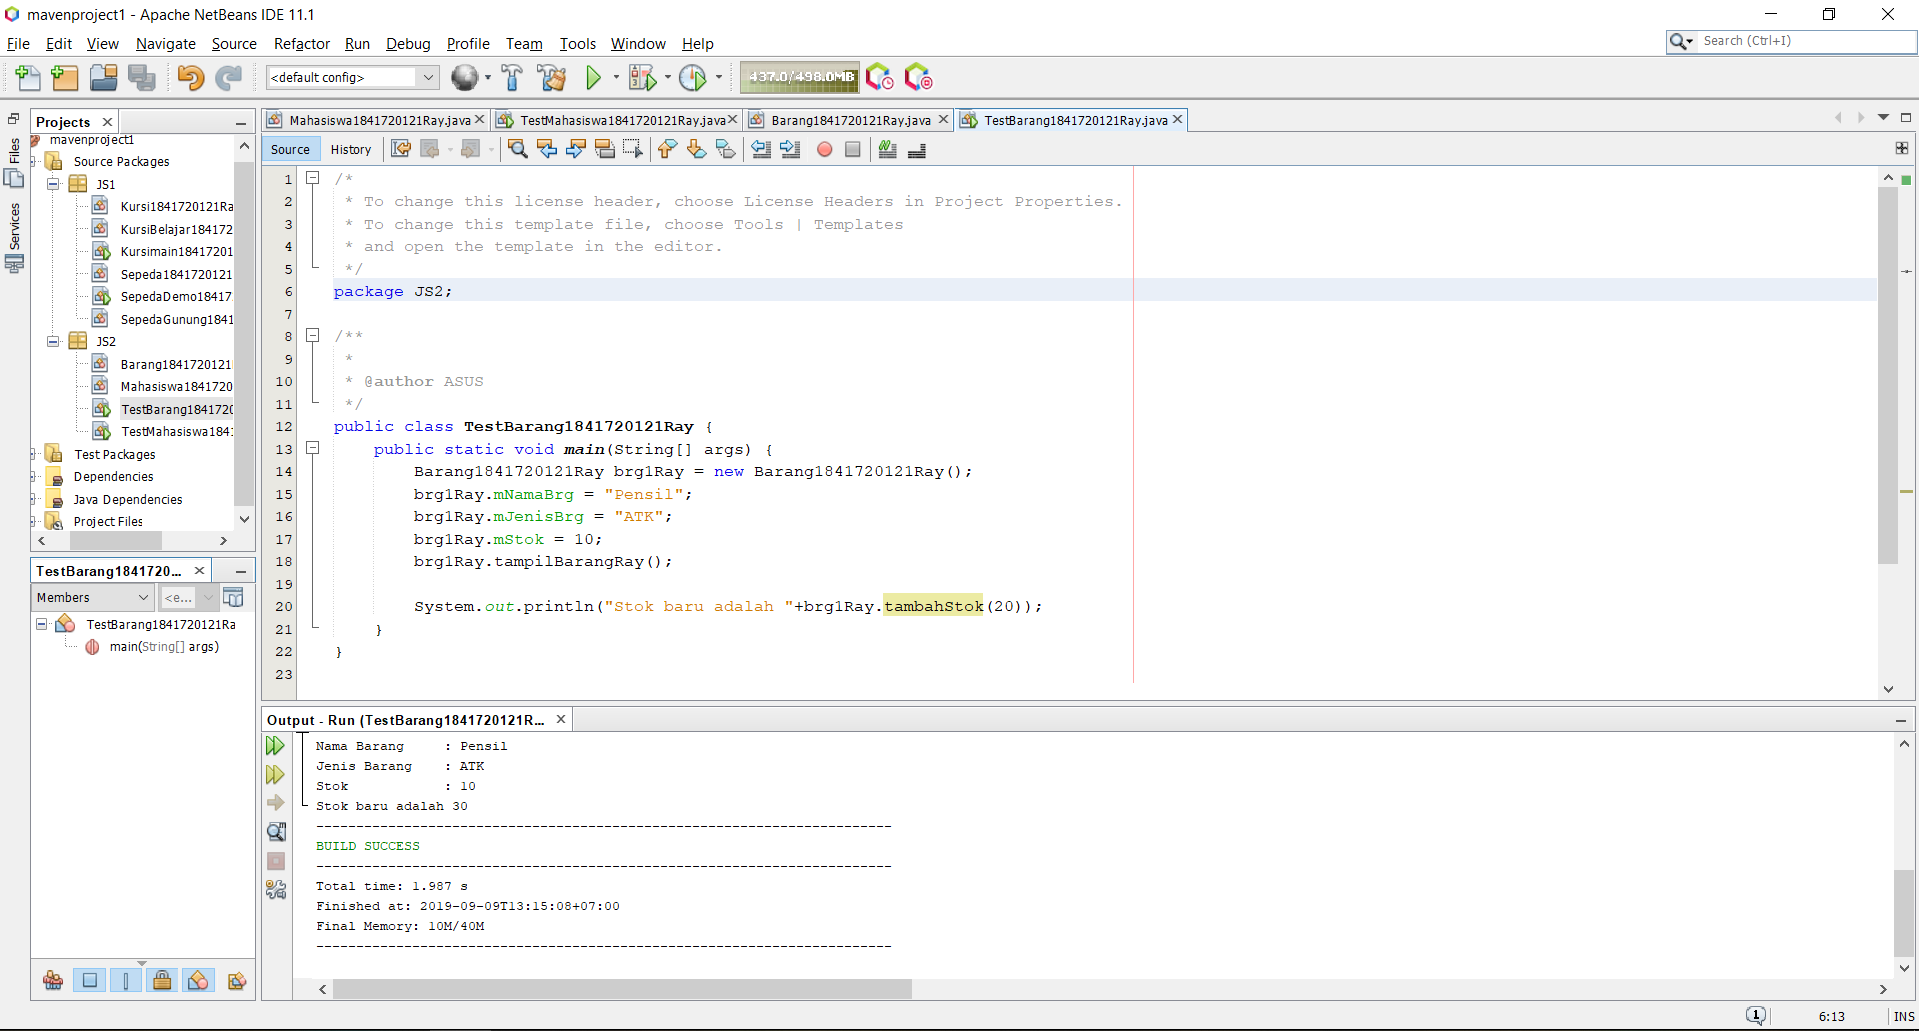 mavenproject1 - Apache NetBeans IDE 11.1
File Edit View Navigate Source Refactor Run Debug Profile Team Tools Window Help
Search (Ctrl+I)
<default config>
437.0/498.0MB
Projects
Mahasiswa1841720121Ray.java
TestMahasiswa1841720121Ray.java
Barang1841720121Ray.java
TestBarang1841720121Ray.java
Files
Services
mavenproject1
Source Packages
JS1
Kursi1841720121Ra
KursiBelajar184172
Kursimain18417201
Sepeda1841720121
SepedaDemo18417
SepedaGunung1841
JS2
Barang1841720121
Mahasiswa1841720
TestBarang1841720
TestMahasiswa184
Test Packages
Dependencies
Java Dependencies
Project Files
Source History
1 /*
2 * To change this license header, choose License Headers in Project Properties.
3 * To change this template file, choose Tools | Templates
4 * and open the template in the editor.
5 */
6 package JS2;
7
8 /**
9 *
10 * @author ASUS
11 */
12 public class TestBarang1841720121Ray {
13 public static void main(String[] args) {
14 Barang1841720121Ray brg1Ray = new Barang1841720121Ray();
15 brg1Ray.mNamaBrg = "Pensil";
16 brg1Ray.mJenisBrg = "ATK";
17 brg1Ray.mStok = 10;
18 brg1Ray.tampilBarangRay();
19
20 System.out.println("Stok baru adalah "+brg1Ray.tambahStok(20));
21 }
22 }
23
TestBarang1841720...
Members
<e...
TestBarang1841720121Ra
main(String[] args)
Output - Run (TestBarang1841720121R...
Nama Barang : Pensil
Jenis Barang : ATK
Stok : 10
Stok baru adalah 30
------------------------------------------------------------------------
BUILD SUCCESS
------------------------------------------------------------------------
Total time: 1.987 s
Finished at: 2019-09-09T13:15:08+07:00
Final Memory: 10M/40M
------------------------------------------------------------------------
1
6:13
INS